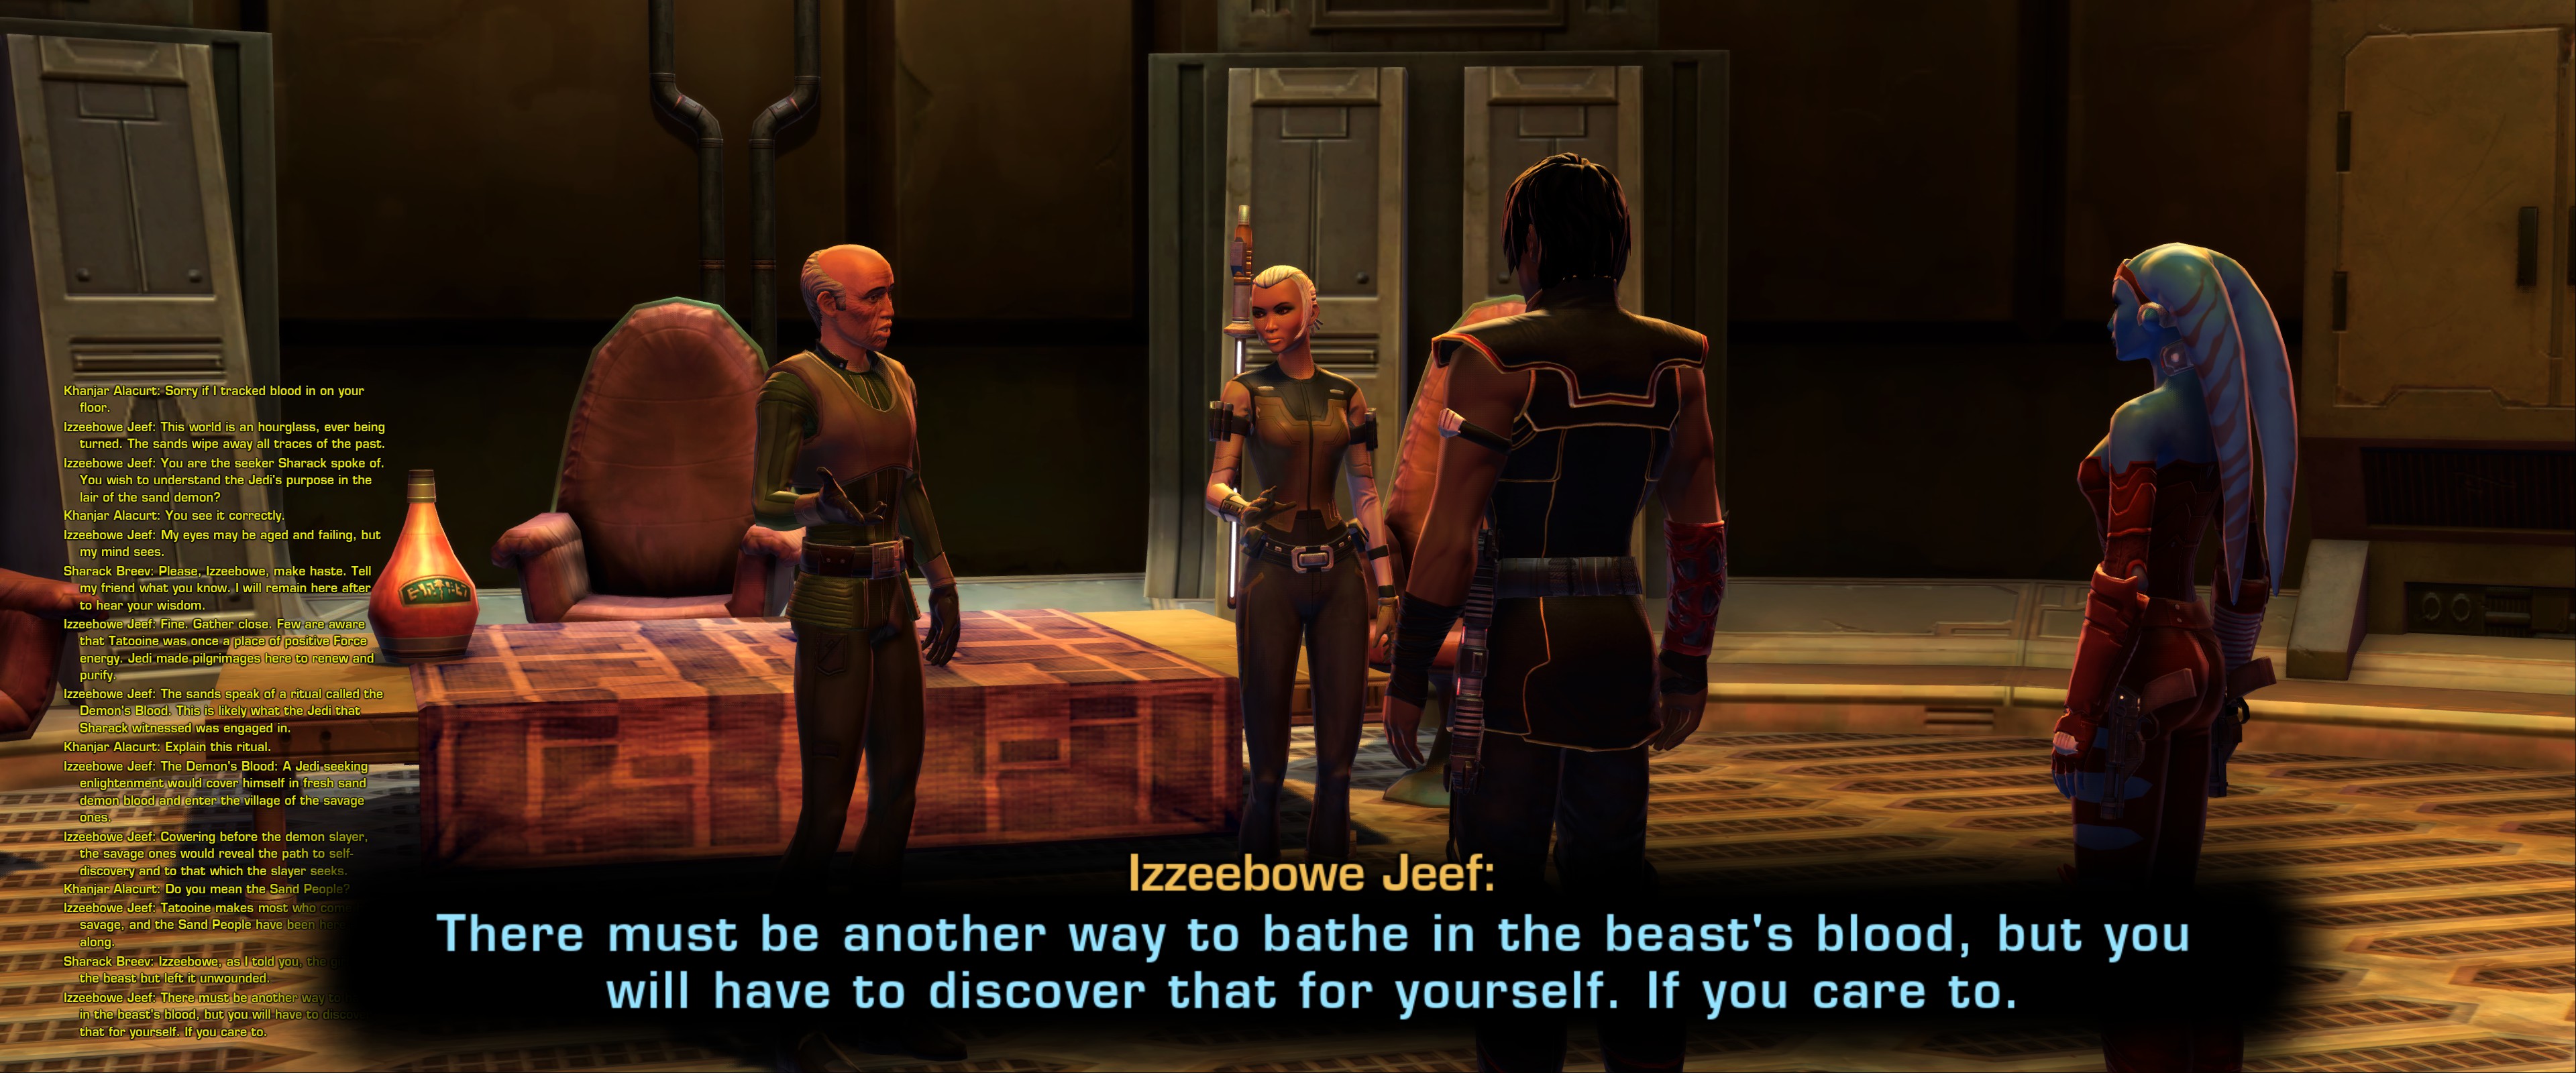 Khanjar Alacurt: Sorry if I tracked blood in on your
floor.
Izzeebowe Jeef: This world is an hourglass, ever being
turned. The sands wipe away all traces of the past.
Izzeebowe Jeef: You are the seeker Sharack spoke of.
You wish to understand the Jedi's purpose in the
lair of the sand demon?
Khanjar Alacurt: You see it correctly.
Izzeebowe Jeef: My eyes may be aged and failing, but
my mind sees.
Sharack Breev: Please, Izzeebowe, make haste. Tell
my friend what you know. I will remain here after
to hear your wisdom.
Izzeebowe Jeef: Fine. Gather close. Few are aware
that Tatooine was once a place of positive Force
energy. Jedi made pilgrimages here to renew and
purify.
Izzeebowe Jeef: The sands speak of a ritual called the
Demon's Blood. This is likely what the Jedi that
Sharack witnessed was engaged in.
Khanjar Alacurt: Explain this ritual.
Izzeebowe Jeef: The Demon's Blood: A Jedi seeking
enlightenment would cover himself in fresh sand
demon blood and enter the village of the savage
ones.
Izzeebowe Jeef: Cowering before the demon slayer,
the savage ones would reveal the path to self-
discovery and to that which the slayer seeks.
Khanjar Alacurt: Do you mean the Sand People?
Izzeebowe Jeef: Tatooine makes most who
savage, and the Sand People have been
along.
Sharack Breev: Izzeebowe, as I told you, the
the beast but left it unwounded.
Izzeebowe Jeef: There must be another way to
in the beast's blood, but you will have to
that for yourself. If you care to.
Izzeebowe Jeef:
There must be another way to bathe in the beast's blood, but you
will have to discover that for yourself. If you care to.